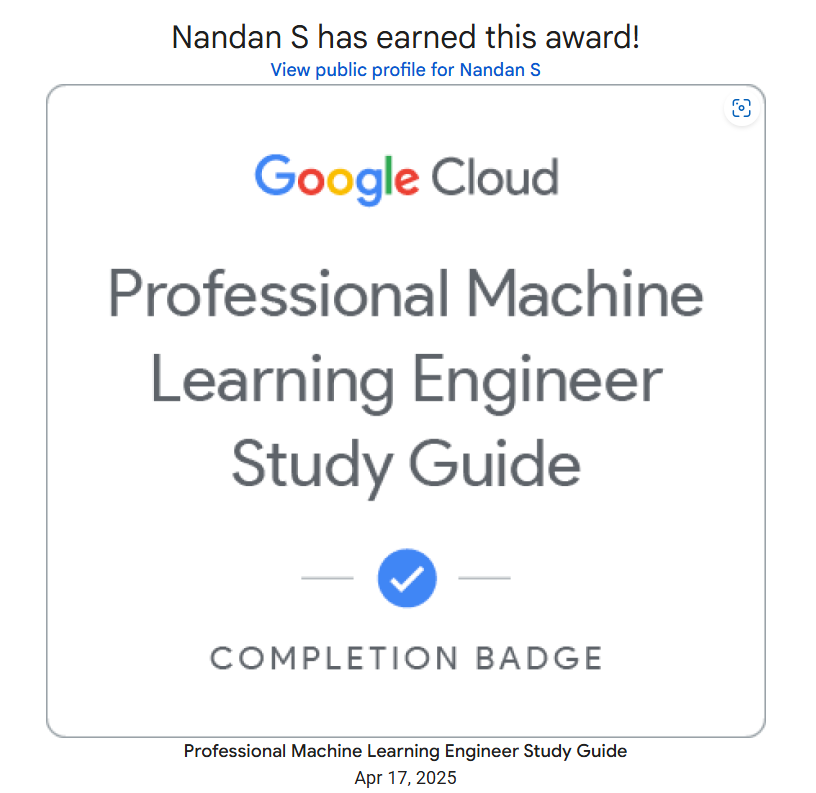 Nandan S has earned this award!
View public profile for Nandan S
Google Cloud
Professional Machine
Learning Engineer
Study Guide
COMPLETION BADGE
Professional Machine Learning Engineer Study Guide
Apr 17, 2025